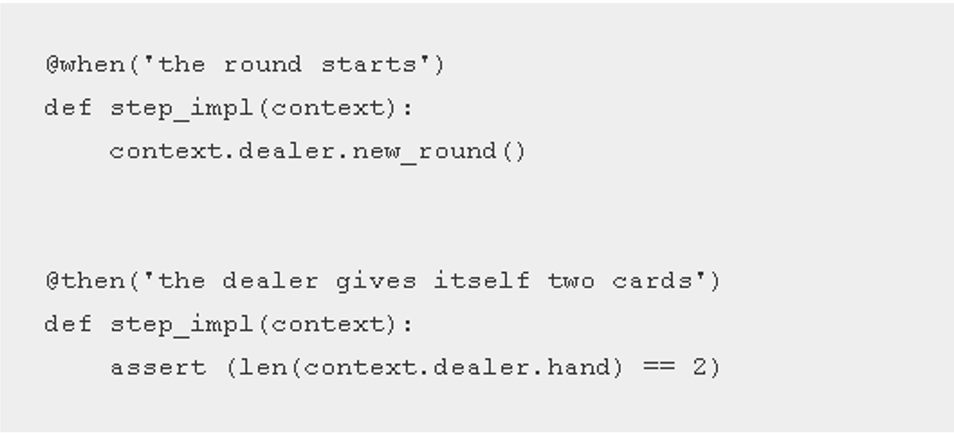 @when('the round starts')
def step_impl(context):
    context.dealer.new_round()
@then('the dealer gives itself two cards')
def step_impl(context):
    assert (len(context.dealer.hand) == 2)